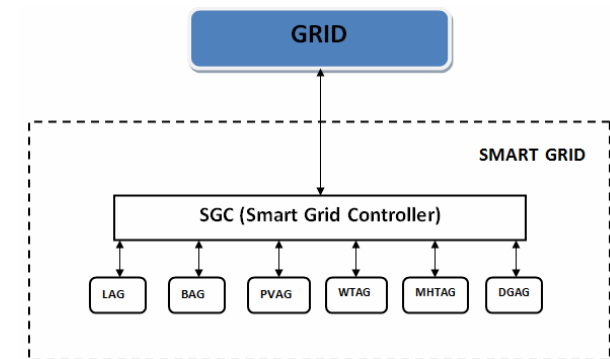 GRID
SMART GRID
SGC (Smart Grid Controller)
LAG BAG PVAG WTAG MHTAG DGAG